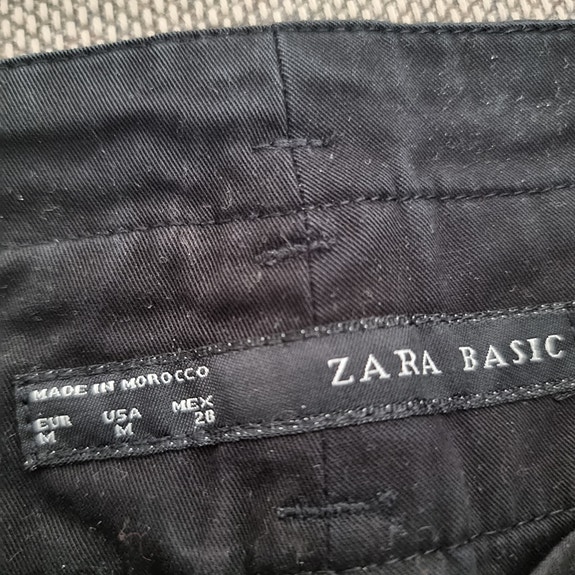 ZARA BASIC
MADE IN MOROCCO
EUR USA MEX
M M 28